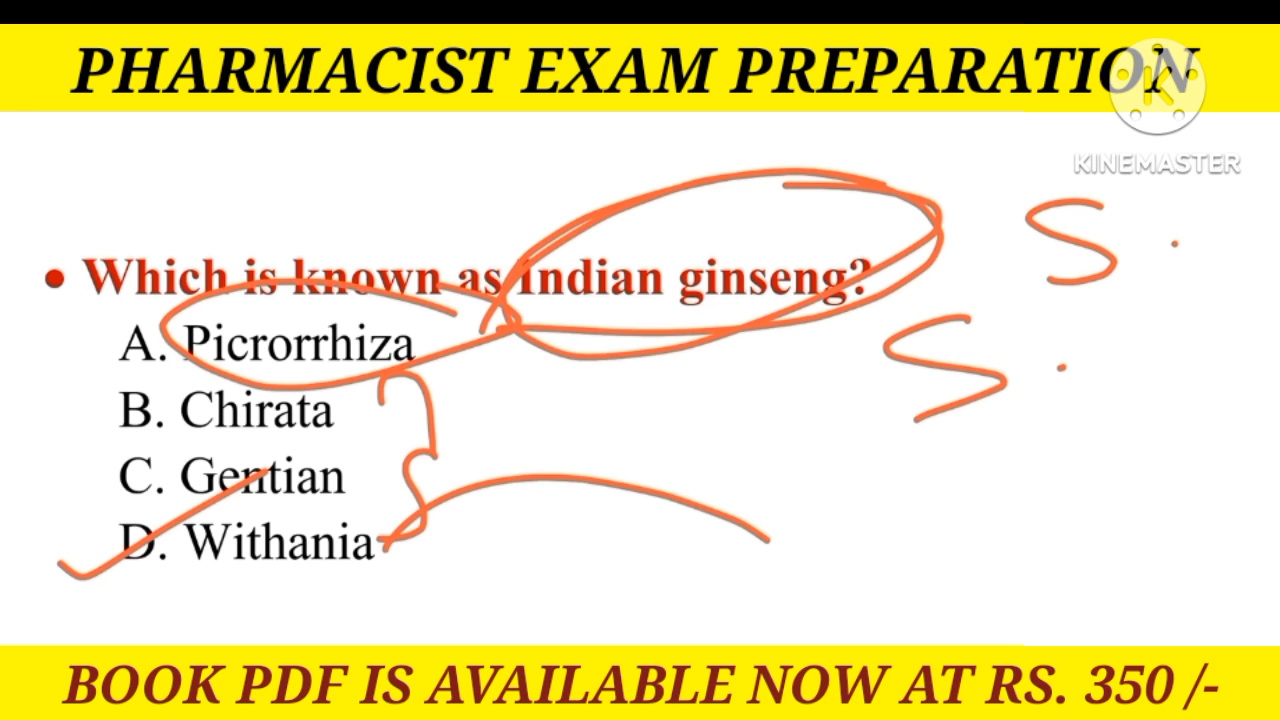 PHARMACIST EXAM PREPARATION
KINEMASTER
• Which is known as Indian ginseng?
A. Picrorrhiza
B. Chirata
C. Gentian
D. Withania
S.
S.
BOOK PDF IS AVAILABLE NOW AT RS. 350 /-